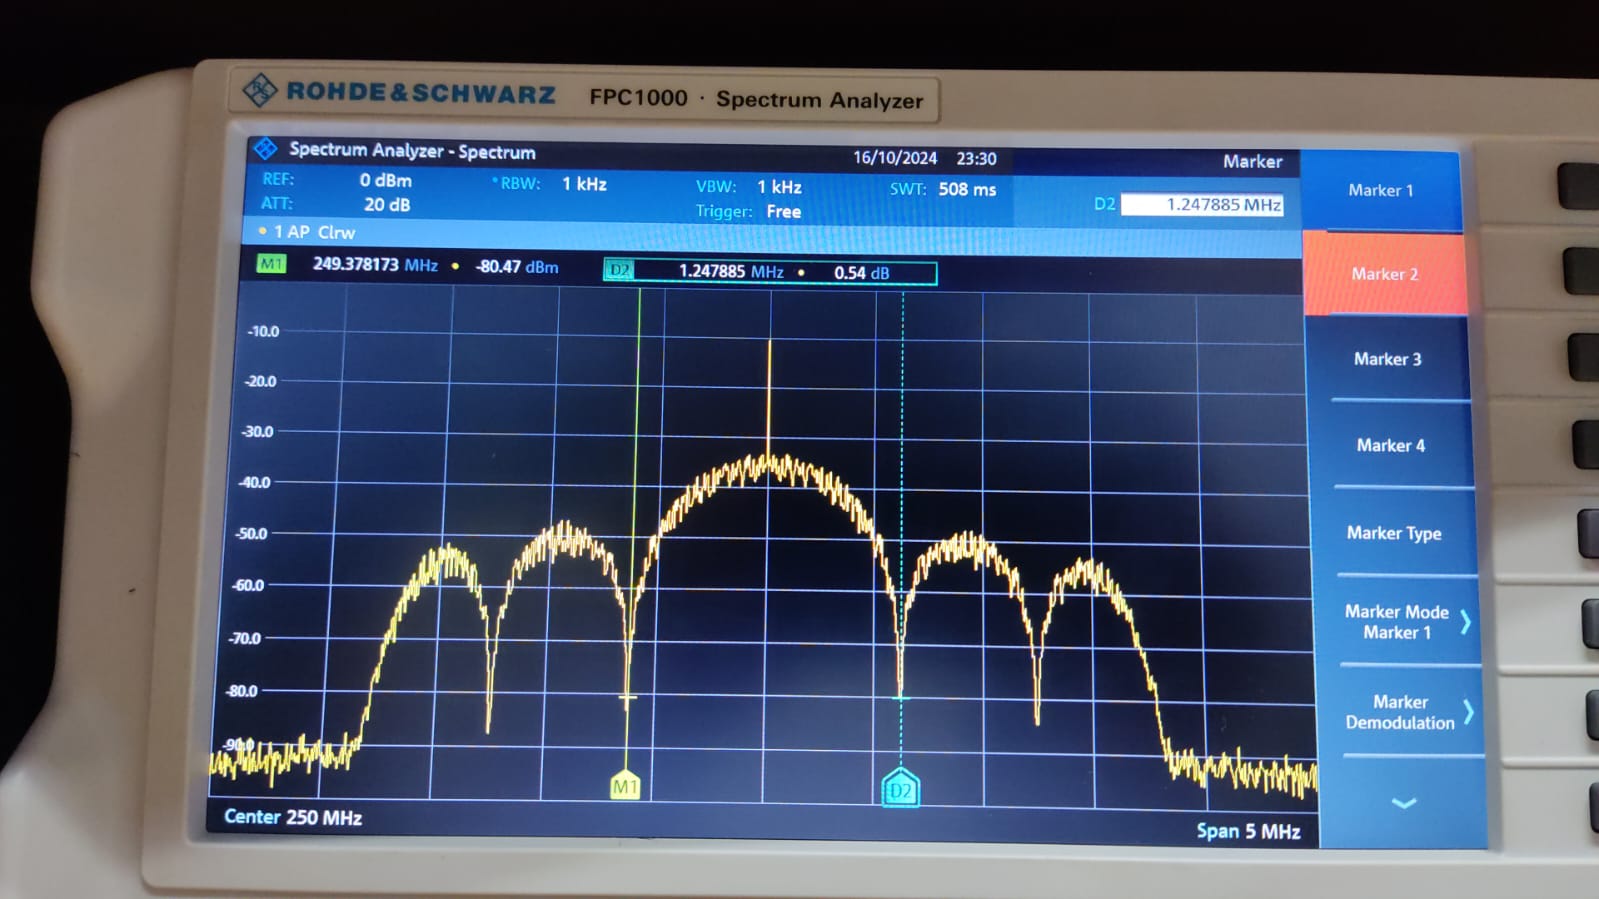 ROHDE&SCHWARZ FPC1000 · Spectrum Analyzer
Spectrum Analyzer - Spectrum 16/10/2024 23:30 Marker
REF: 0 dBm *RBW: 1 kHz VBW: 1 kHz SWT: 508 ms
ATT: 20 dB Trigger: Free D2 1.247885 MHz
1 AP Clrw
M1 249.378173 MHz • -80.47 dBm D2 1.247885 MHz • 0.54 dB
-10.0
-20.0
-30.0
-40.0
-50.0
-60.0
-70.0
-80.0
-90.0
M1 D2
Center 250 MHz Span 5 MHz
Marker 1
Marker 2
Marker 3
Marker 4
Marker Type
Marker Mode
Marker 1
Marker
Demodulation